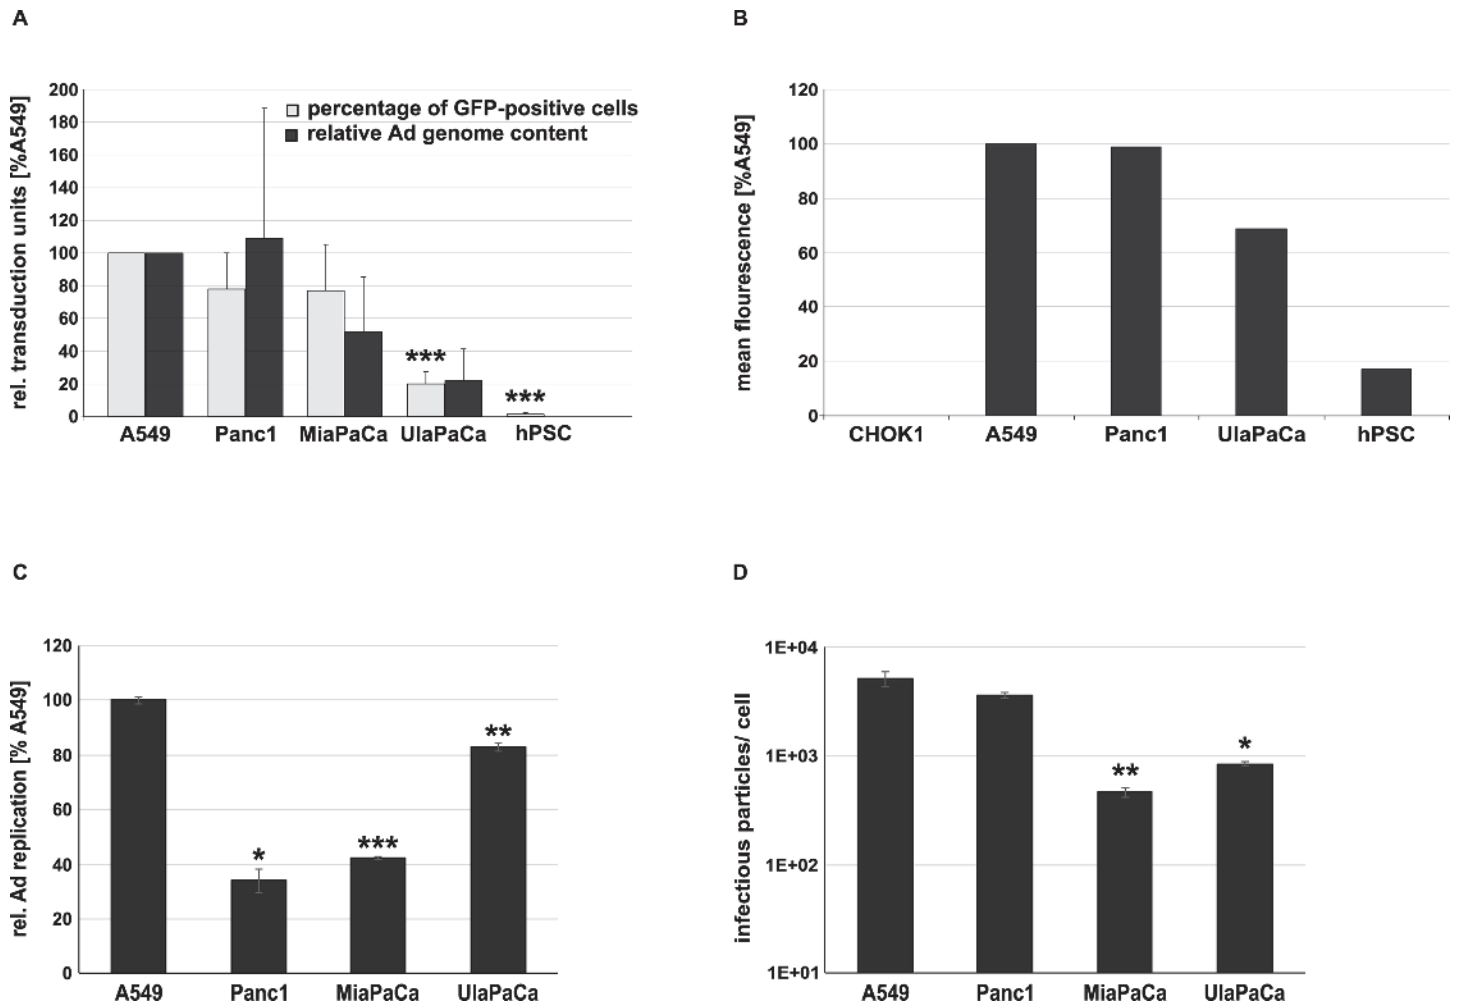 A
rel. transduction units [%A549]
200
180
160
140
120
100
80
60
40
20
0
percentage of GFP-positive cells
relative Ad genome content
***
***
A549 Panc1 MiaPaCa UlaPaCa hPSC
B
mean flourescence [%A549]
120
100
80
60
40
20
0
CHOK1 A549 Panc1 UlaPaCa hPSC
C
rel. Ad replication [% A549]
120
100
80
60
40
20
0
*
***
**
A549 Panc1 MiaPaCa UlaPaCa
D
infectious particles/ cell
1E+04
1E+03
1E+02
1E+01
**
*
A549 Panc1 MiaPaCa UlaPaCa